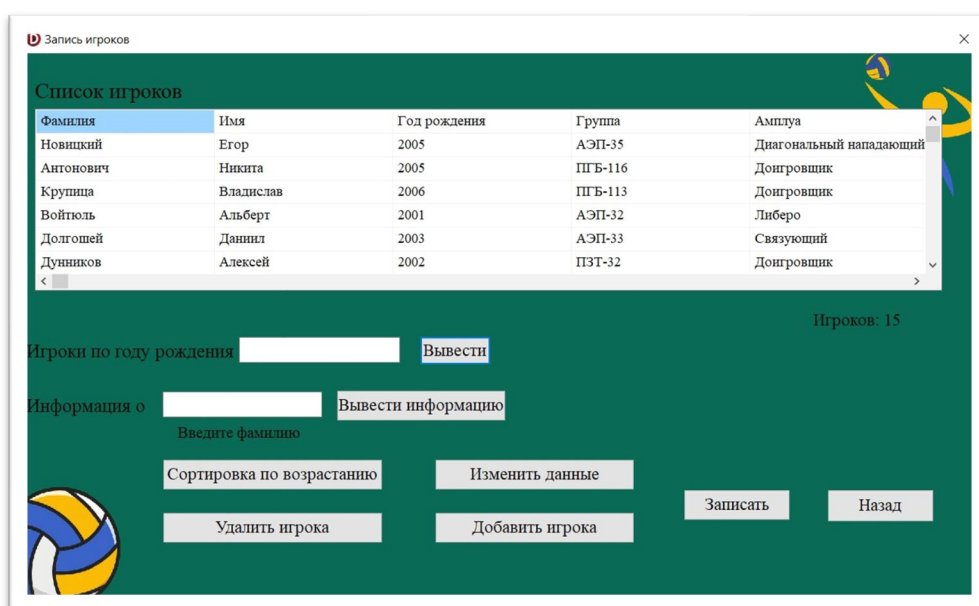 Запись игроков
Список игроков
Фамилия Имя Год рождения Группа Амплуа
Новицкий Егор 2005 АЭП-35 Диагональный нападающий
Антонович Никита 2005 ПГБ-116 Доигровщик
Крупица Владислав 2006 ПГБ-113 Доигровщик
Войтюль Альберт 2001 АЭП-32 Либеро
Долгошей Даниил 2003 АЭП-33 Связующий
Дунников Алексей 2002 ПЗТ-32 Доигровщик
Игроков: 15
Игроки по году рождения Вывести
Информация о Вывести информацию
Введите фамилию
Сортировка по возрастанию Изменить данные
Записать Назад
Удалить игрока Добавить игрока